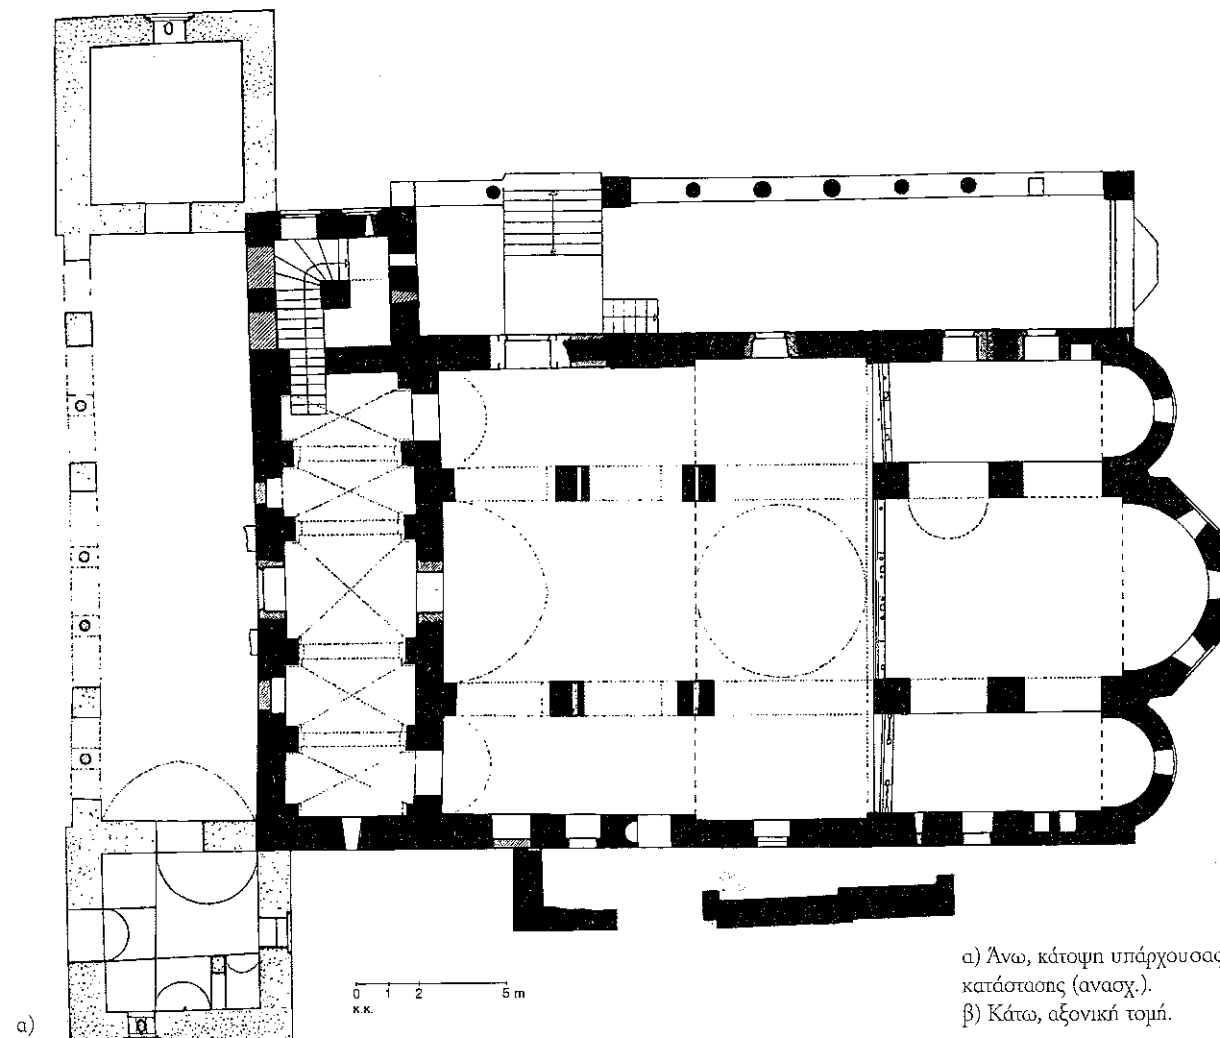 0 1 2 5 m
κ.κ.
α) Άνω, κάτοψη υπάρχουσας
κατάστασης (ανασχ.).
β) Κάτω, αξονική τομή.
α)